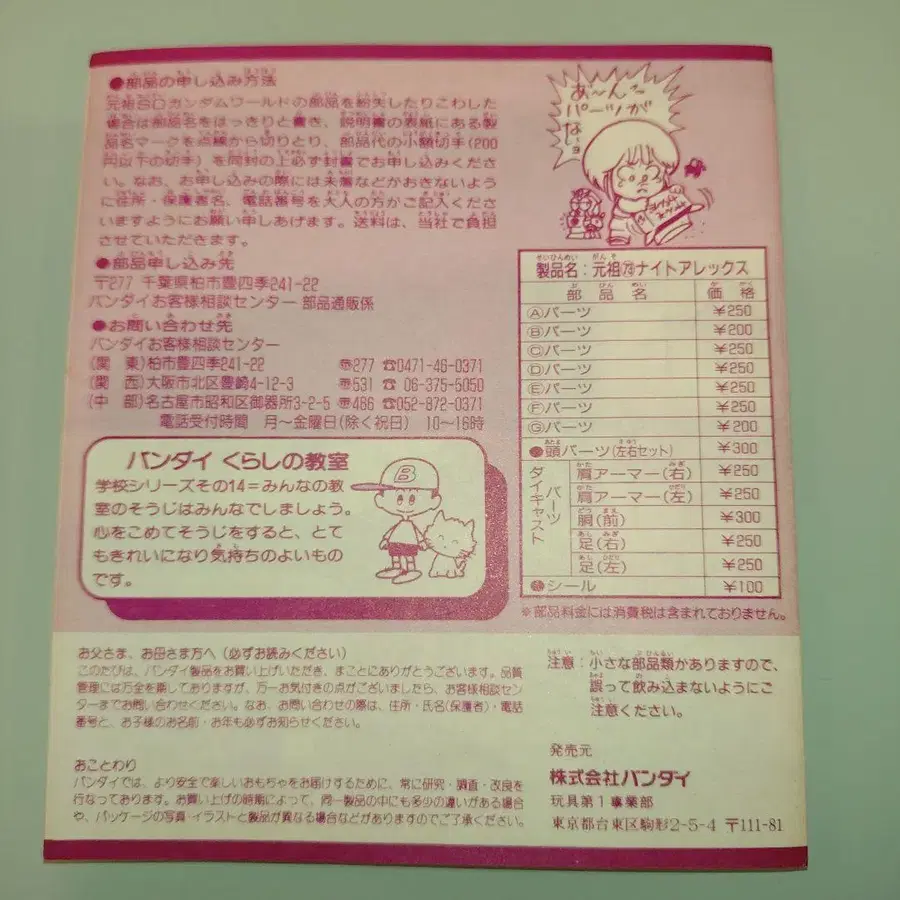 ●部品の申し込み方法
元祖SDガンダムワールドの部品を紛失したりこわした
場合は部品名をはっきりと書き、説明書の表紙にある製
品名マークを点線から切りとり、部品代の小額切手(200
円以下の切手)を同封の上必ず封書でお申し込みくださ
い。なお、お申し込みの際には未着などがおきないよう
に住所・保護者名、電話番号を大人の方がご記入くださ
いますようにお願い申しあげます。送料は、当社で負担
させていただきます。
●部品申し込み先
〒277 千葉県柏市豊四季241-22
バンダイお客様相談センター 部品通販係
●お問い合わせ先
バンダイお客様相談センター
(関 東)柏市豊四季241-22 〒277 ☎0471-46-0371
(関 西)大阪市北区豊崎4-12-3 〒531 ☎06-375-5050
(中 部)名古屋市昭和区御器所3-2-5 〒466 ☎052-872-0371
電話受付時間 月〜金曜日(除く祝日) 10〜16時
バンダイ くらしの教室
学校シリーズその14=みんなの教
室のそうじはみんなでしましょう。
心をこめてそうじをすると、とて
もきれいになり気持ちのよいもの
です。
B
あ〜ん
パーツが
ないョ
製品名:元祖73ナイトアレックス
部品名 価格
Ⓐパーツ ¥250
Ⓑパーツ ¥200
Ⓒパーツ ¥250
Ⓓパーツ ¥250
Ⓔパーツ ¥250
Ⓕパーツ ¥250
Ⓖパーツ ¥200
●頭パーツ(左右セット) ¥300
ダイキャストパーツ
肩アーマー(右) ¥250
肩アーマー(左) ¥250
胴(前) ¥300
足(右) ¥250
足(左) ¥250
シール ¥100
※部品料金には消費税は含まれておりません。
お父さま、お母さま方へ(必ずお読みください)
このたびは、バンダイ製品をお買い上げいただき、まことにありがとうございます。品質
管理には万全を期しておりますが、万一お気付きの点がございましたら、お客様相談セン
ターまでお問い合わせください。なお、お問い合わせの際は、住所・氏名(保護者)・電話
番号と、お子様のお名前・お年も必ずお知らせください。
おことわり
バンダイでは、より安全で楽しいおもちゃをお届けするために、常に研究・調査・改良を
行なっております。お買い上げの時期によって、同一製品の中にも多少の違いがある場合
や、パッケージの写真・イラストと製品が異なる場合などがありますのでご了承ください。
注意:小さな部品類がありますので、
誤って飲み込まないようにご
注意ください。
発売元
株式会社バンダイ
玩具第1事業部
東京都台東区駒形2-5-4 〒111-81